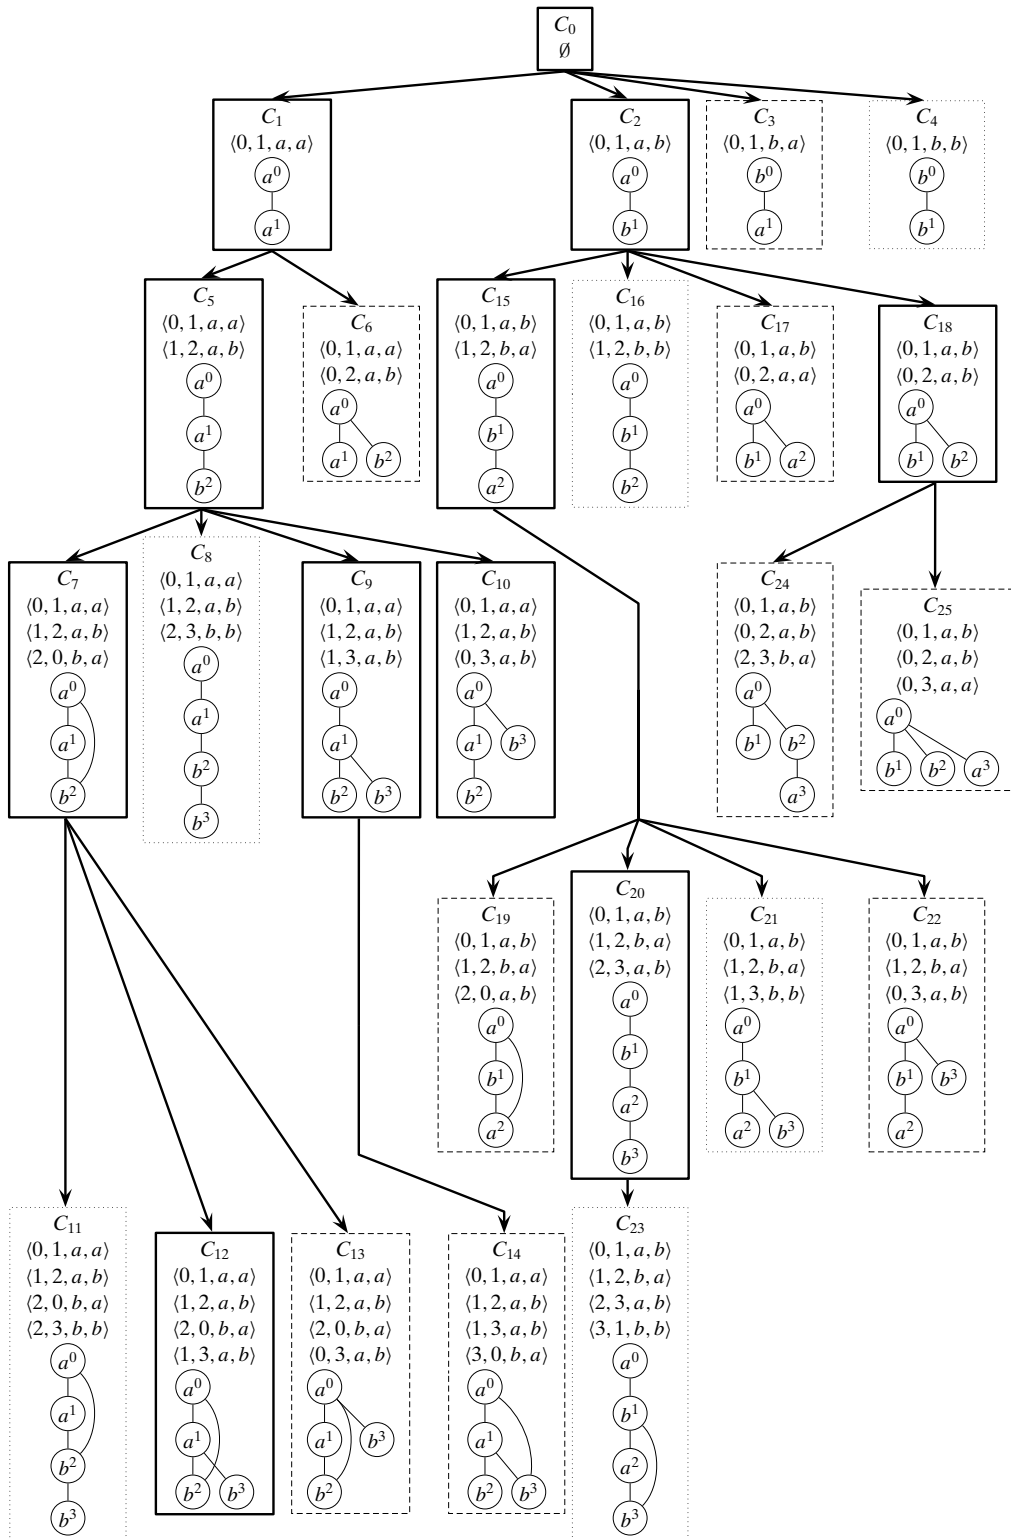 C₀
∅
C₁
⟨0, 1, a, a⟩
a⁰
a¹
C₂
⟨0, 1, a, b⟩
a⁰
b¹
C₃
⟨0, 1, b, a⟩
b⁰
a¹
C₄
⟨0, 1, b, b⟩
b⁰
b¹
C₅
⟨0, 1, a, a⟩
⟨1, 2, a, b⟩
a⁰
a¹
b²
C₆
⟨0, 1, a, a⟩
⟨0, 2, a, b⟩
a⁰
a¹ b²
C₁₅
⟨0, 1, a, b⟩
⟨1, 2, b, a⟩
a⁰
b¹
a²
C₁₆
⟨0, 1, a, b⟩
⟨1, 2, b, b⟩
a⁰
b¹
b²
C₁₇
⟨0, 1, a, b⟩
⟨0, 2, a, a⟩
a⁰
b¹ a²
C₁₈
⟨0, 1, a, b⟩
⟨0, 2, a, b⟩
a⁰
b¹ b²
C₇
⟨0, 1, a, a⟩
⟨1, 2, a, b⟩
⟨2, 0, b, a⟩
a⁰
a¹
b²
C₈
⟨0, 1, a, a⟩
⟨1, 2, a, b⟩
⟨2, 3, b, b⟩
a⁰
a¹
b²
b³
C₉
⟨0, 1, a, a⟩
⟨1, 2, a, b⟩
⟨1, 3, a, b⟩
a⁰
a¹
b² b³
C₁₀
⟨0, 1, a, a⟩
⟨1, 2, a, b⟩
⟨0, 3, a, b⟩
a⁰
a¹ b³
b²
C₂₄
⟨0, 1, a, b⟩
⟨0, 2, a, b⟩
⟨2, 3, b, a⟩
a⁰
b¹ b²
a³
C₂₅
⟨0, 1, a, b⟩
⟨0, 2, a, b⟩
⟨0, 3, a, a⟩
a⁰
b¹ b² a³
C₁₉
⟨0, 1, a, b⟩
⟨1, 2, b, a⟩
⟨2, 0, a, b⟩
a⁰
b¹
a²
C₂₀
⟨0, 1, a, b⟩
⟨1, 2, b, a⟩
⟨2, 3, a, b⟩
a⁰
b¹
a²
b³
C₂₁
⟨0, 1, a, b⟩
⟨1, 2, b, a⟩
⟨1, 3, b, b⟩
a⁰
b¹
a² b³
C₂₂
⟨0, 1, a, b⟩
⟨1, 2, b, a⟩
⟨0, 3, a, b⟩
a⁰
b¹ b³
a²
C₁₁
⟨0, 1, a, a⟩
⟨1, 2, a, b⟩
⟨2, 0, b, a⟩
⟨2, 3, b, b⟩
a⁰
a¹
b²
b³
C₁₂
⟨0, 1, a, a⟩
⟨1, 2, a, b⟩
⟨2, 0, b, a⟩
⟨1, 3, a, b⟩
a⁰
a¹
b² b³
C₁₃
⟨0, 1, a, a⟩
⟨1, 2, a, b⟩
⟨2, 0, b, a⟩
⟨0, 3, a, b⟩
a⁰
a¹ b³
b²
C₁₄
⟨0, 1, a, a⟩
⟨1, 2, a, b⟩
⟨1, 3, a, b⟩
⟨3, 0, b, a⟩
a⁰
a¹
b² b³
C₂₃
⟨0, 1, a, b⟩
⟨1, 2, b, a⟩
⟨2, 3, a, b⟩
⟨3, 1, b, b⟩
a⁰
b¹
a²
b³